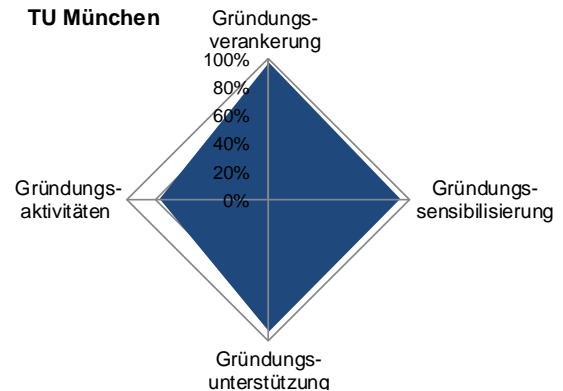 TU München
Gründungs-
verankerung
100%
80%
60%
40%
20%
0%
Gründungs-
aktivitäten
Gründungs-
sensibilisierung
Gründungs-
unterstützung